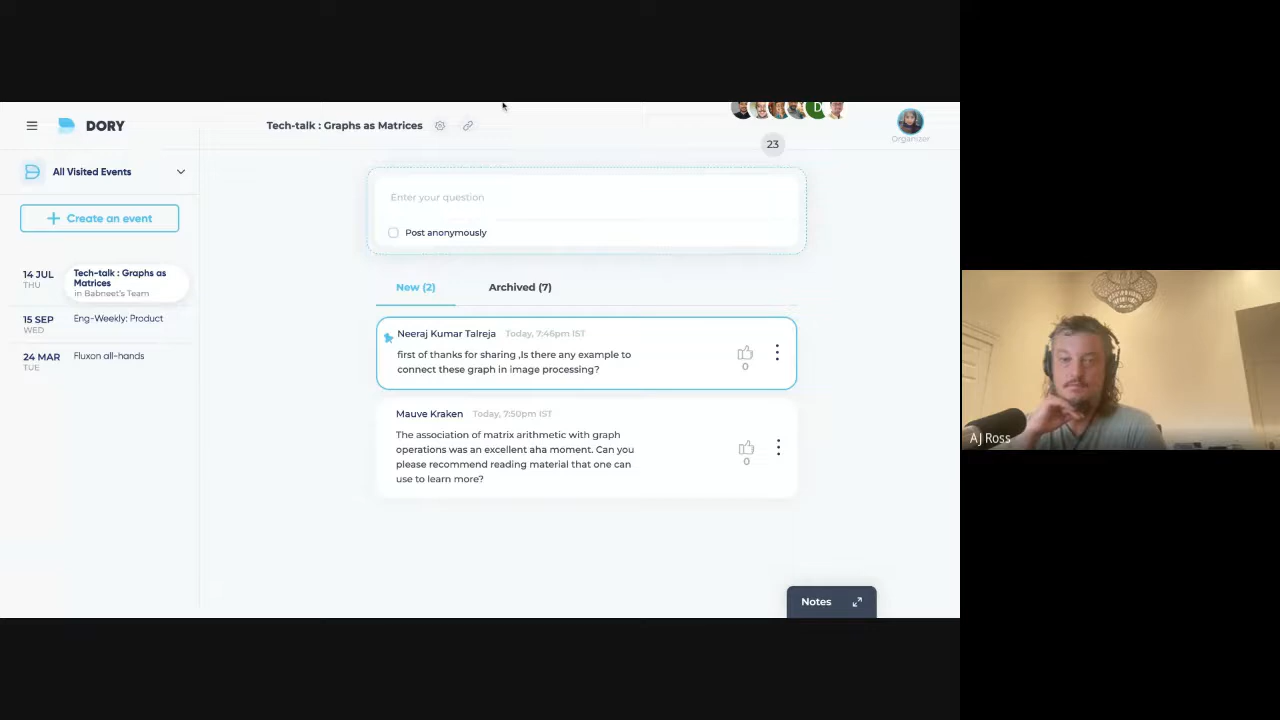 DORY
Tech-talk : Graphs as Matrices
D
Organizer
23
All Visited Events
Create an event
14 JUL
THU
Tech-talk : Graphs as
Matrices
in Babneet's Team
15 SEP
WED
Eng-Weekly: Product
24 MAR
TUE
Fluxon all-hands
Enter your question
Post anonymously
New (2)
Archived (7)
Neeraj Kumar Talreja Today, 7:46pm IST
first of thanks for sharing ,Is there any example to
connect these graph in image processing?
0
Mauve Kraken Today, 7:50pm IST
The association of matrix arithmetic with graph
operations was an excellent aha moment. Can you
please recommend reading material that one can
use to learn more?
0
Notes
AJ Ross